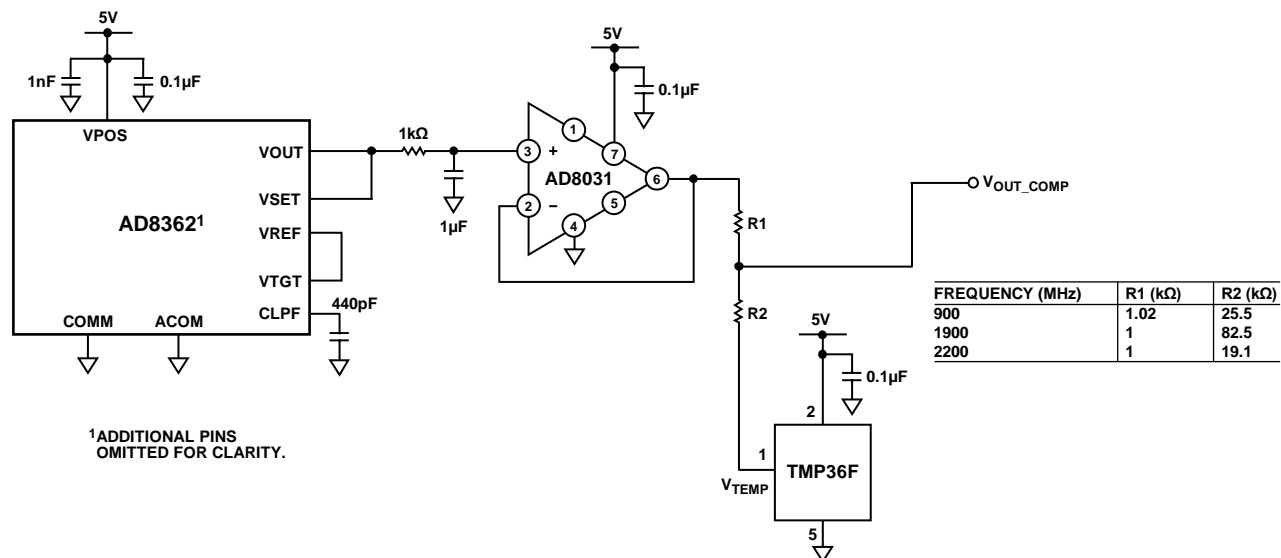 5V
1nF
0.1µF
VPOS
VOUT
VSET
AD8362¹
VREF
VTGT
CLPF
COMM
ACOM
440pF
1kΩ
1µF
5V
0.1µF
3
+
1
7
AD8031
6
2
–
5
4
R1
R2
V_OUT_COMP
FREQUENCY (MHz) R1 (kΩ) R2 (kΩ)
900 1.02 25.5
1900 1 82.5
2200 1 19.1
5V
0.1µF
2
1
TMP36F
V_TEMP
5
¹ADDITIONAL PINS
OMITTED FOR CLARITY.